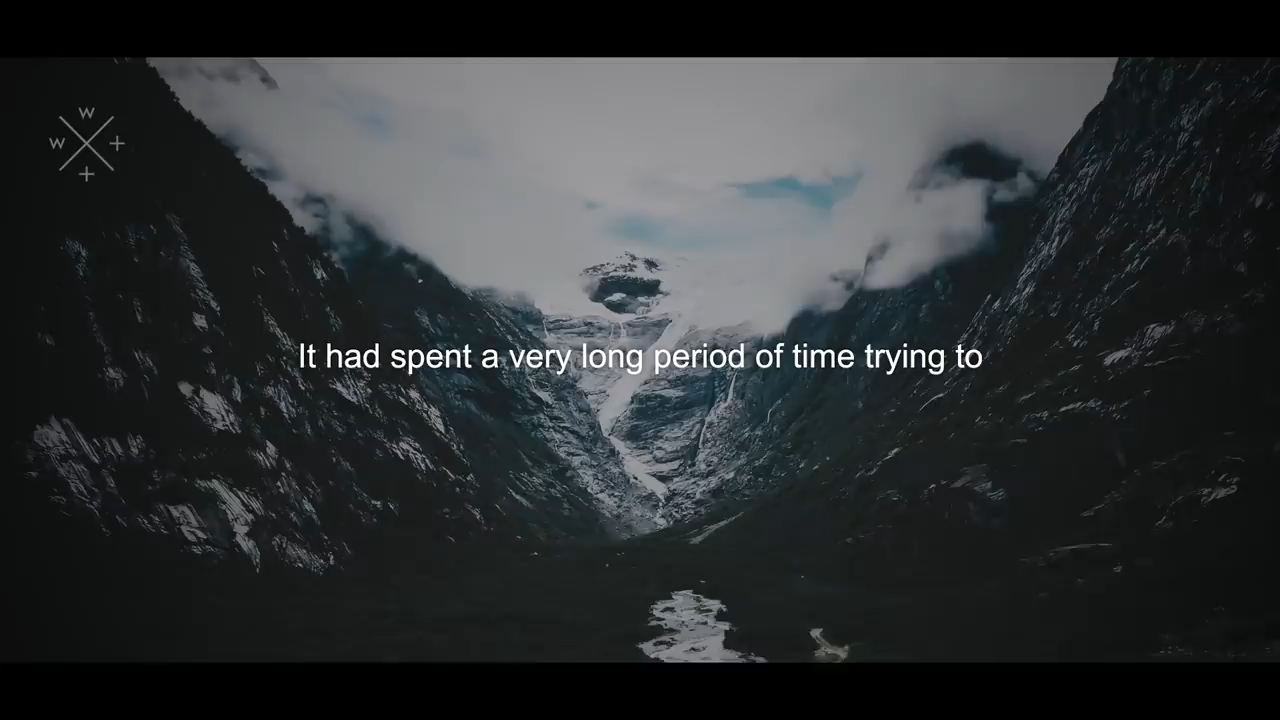 W
W +
+
It had spent a very long period of time trying to